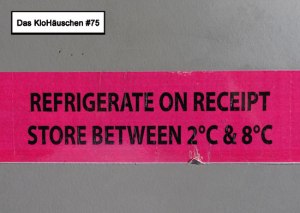 Das KloHäuschen #75
REFRIGERATE ON RECEIPT
STORE BETWEEN 2°C & 8°C